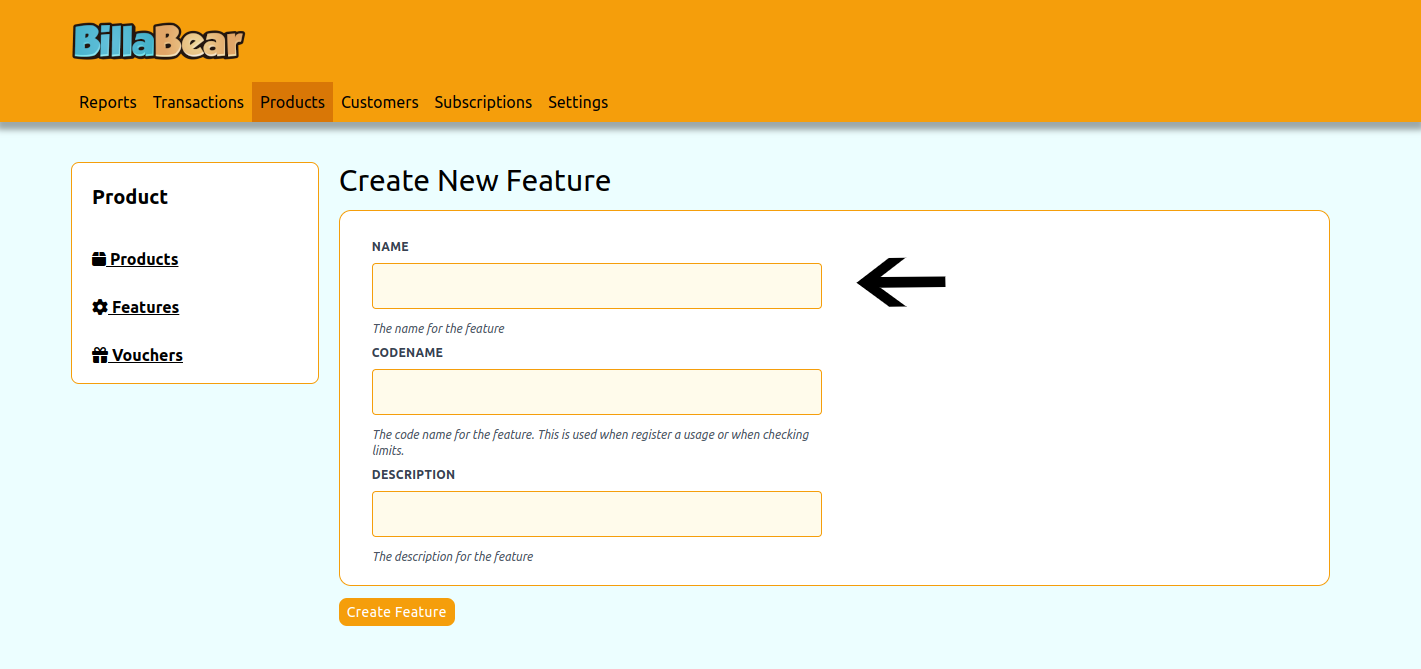 BillaBear
Reports Transactions Products Customers Subscriptions Settings
Product
Products
Features
Vouchers
Create New Feature
NAME
The name for the feature
CODENAME
The code name for the feature. This is used when register a usage or when checking
limits.
DESCRIPTION
The description for the feature
Create Feature